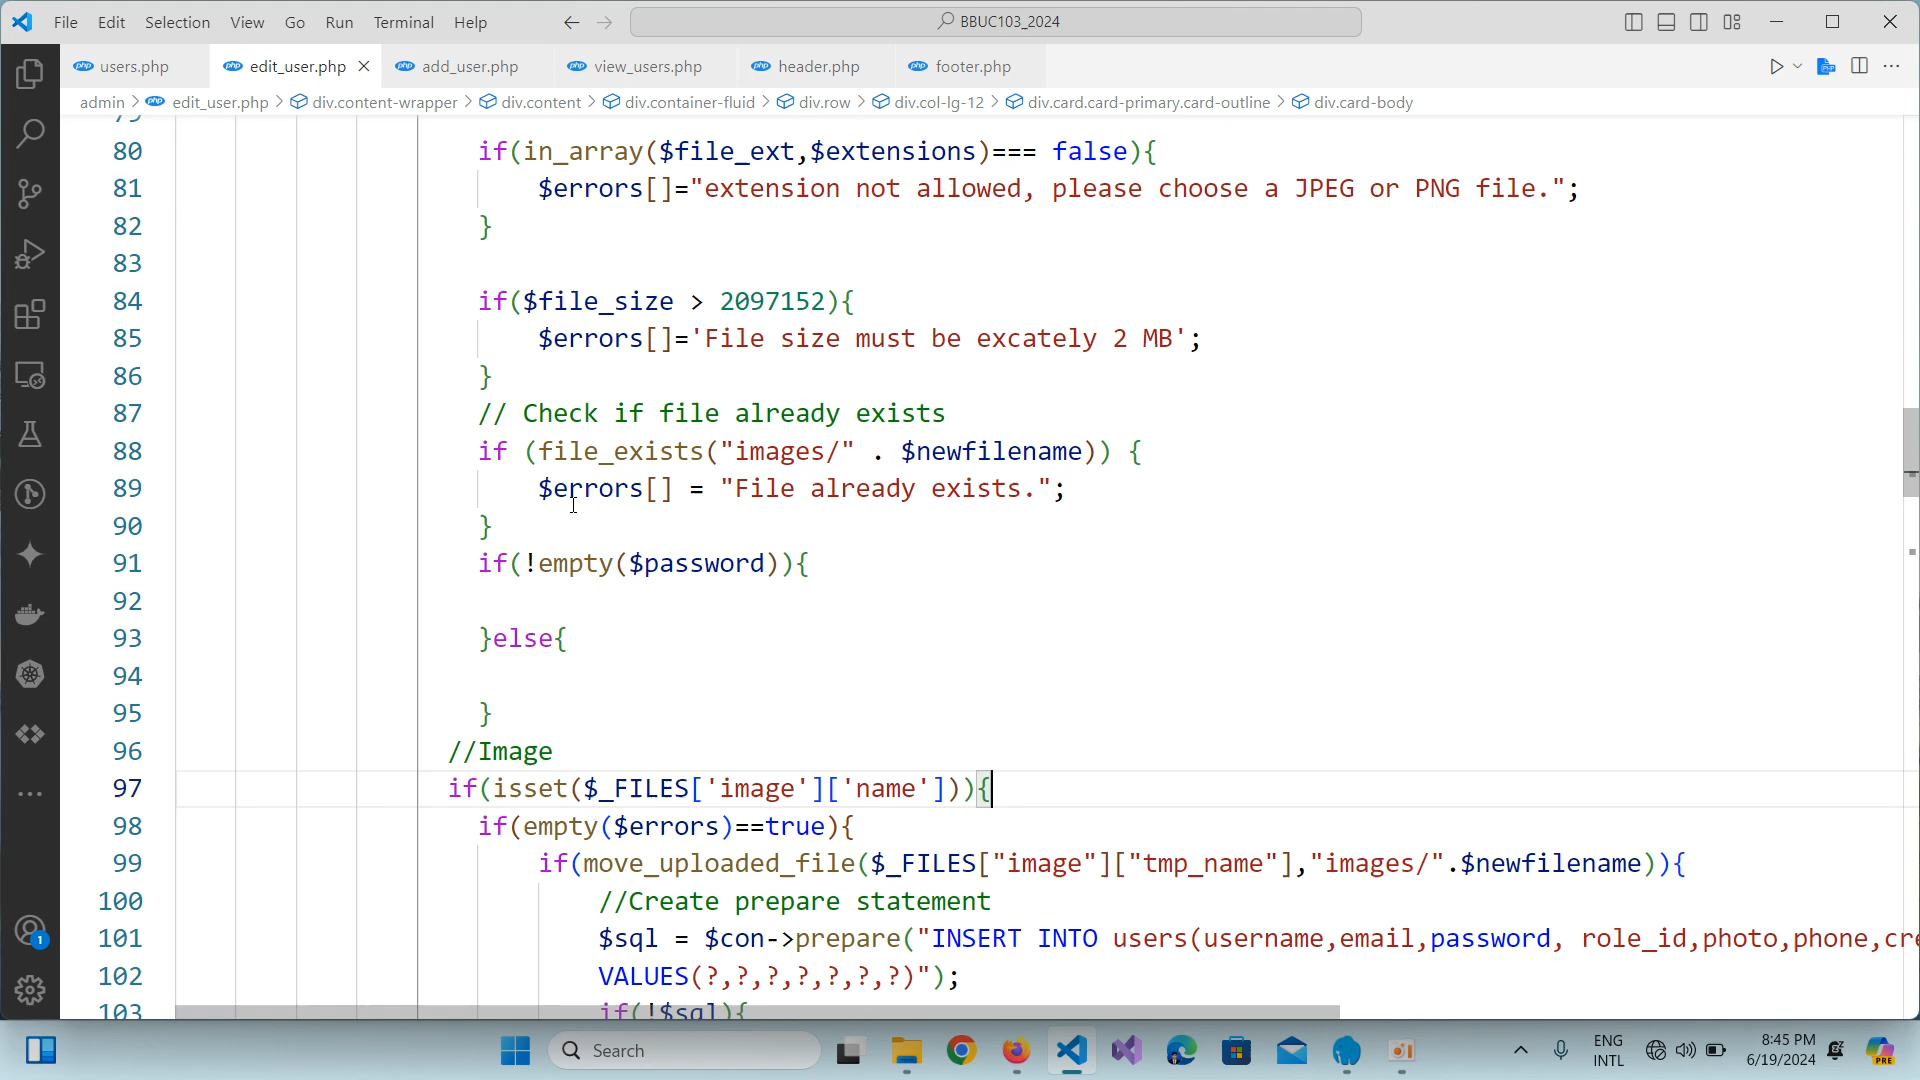 File Edit Selection View Go Run Terminal Help BBUC103_2024
users.php edit_user.php add_user.php view_users.php header.php footer.php
admin > edit_user.php > div.content-wrapper > div.content > div.container-fluid > div.row > div.col-lg-12 > div.card.card-primary.card-outline > div.card-body
79
80 if(in_array($file_ext,$extensions)=== false){
81 $errors[]="extension not allowed, please choose a JPEG or PNG file.";
82 }
83
84 if($file_size > 2097152){
85 $errors[]='File size must be excately 2 MB';
86 }
87 // Check if file already exists
88 if (file_exists("images/" . $newfilename)) {
89 $errors[] = "File already exists.";
90 }
91 if(!empty($password)){
92
93 }else{
94
95 }
96 //Image
97 if(isset($_FILES['image']['name'])){
98 if(empty($errors)==true){
99 if(move_uploaded_file($_FILES["image"]["tmp_name"],"images/".$newfilename)){
100 //Create prepare statement
101 $sql = $con->prepare("INSERT INTO users(username,email,password, role_id,photo,phone,cre
102 VALUES(?,?,?,?,?,?,?)");
103 if(!$sql){
1
Search
ENG
INTL
8:45 PM
6/19/2024
PRE